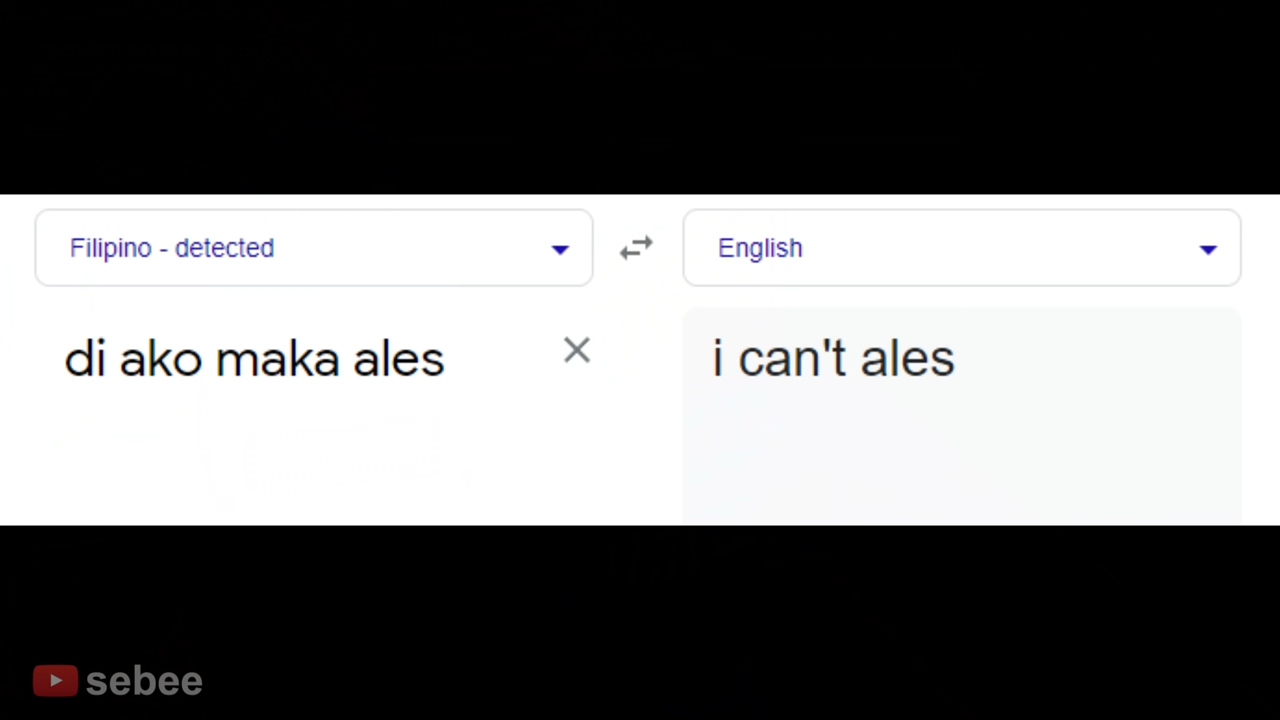 Filipino - detected
English
di ako maka ales
i can't ales
sebee